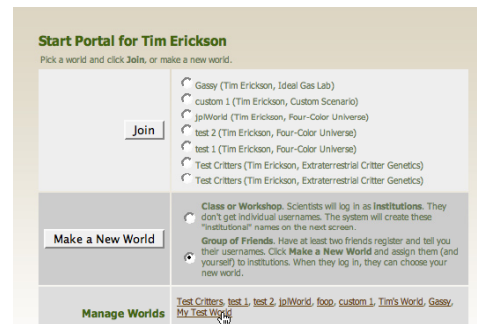 Start Portal for Tim Erickson
Pick a world and click Join, or make a new world.
Join
Gassy (Tim Erickson, Ideal Gas Lab)
custom 1 (Tim Erickson, Custom Scenario)
jplWorld (Tim Erickson, Four-Color Universe)
test 2 (Tim Erickson, Four-Color Universe)
test 1 (Tim Erickson, Four-Color Universe)
Test Critters (Tim Erickson, Extraterrestrial Critter Genetics)
Test Critters (Tim Erickson, Extraterrestrial Critter Genetics)
Make a New World
Class or Workshop. Scientists will log in as institutions. They
don't get individual usernames. The system will create these
"institutional" names on the next screen.
Group of Friends. Have at least two friends register and tell you
their usernames. Click Make a New World and assign them (and
yourself) to institutions. When they log in, they can choose your
new world.
Manage Worlds
Test Critters, test 1, test 2, jplWorld, foop, custom 1, Tim's World, Gassy,
My Test World